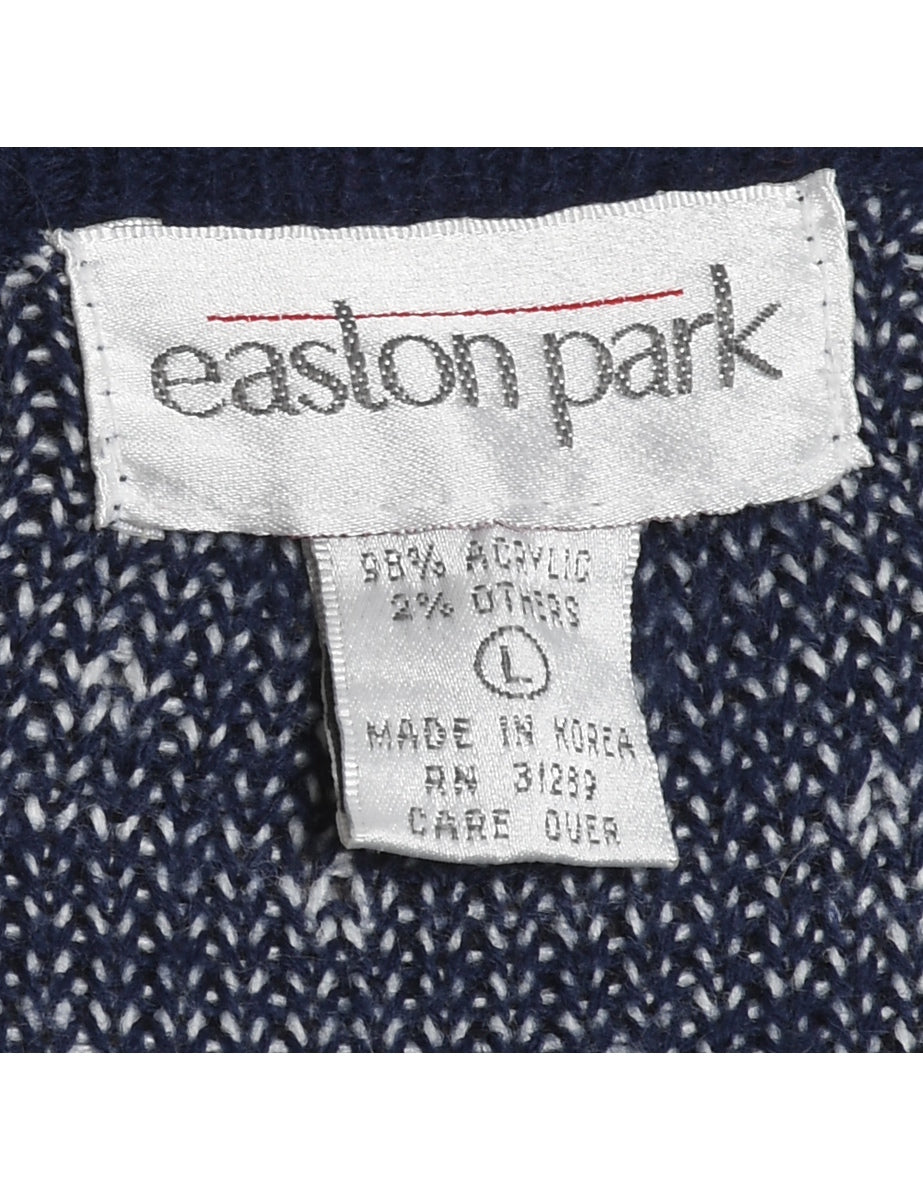 easton park
98% ACRYLIC
2% OTHERS
L
MADE IN KOREA
RN 31289
CARE OVER